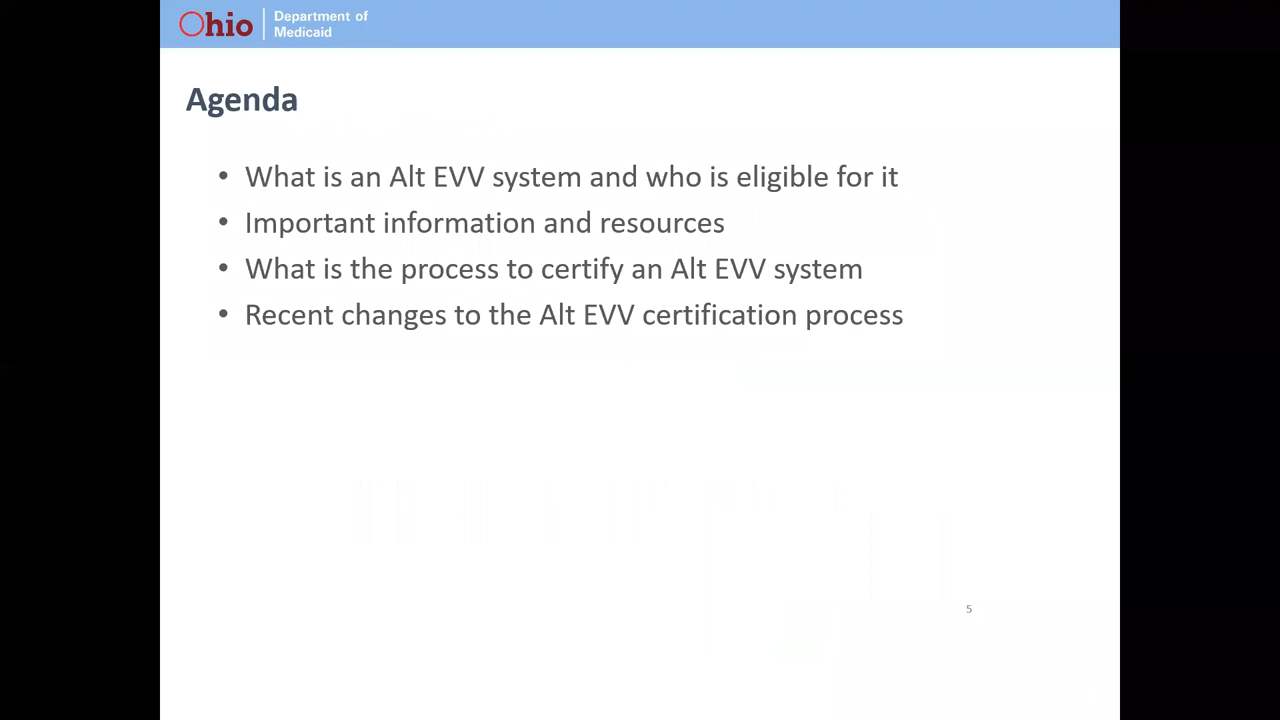 Ohio
Department of
Medicaid
Agenda
• What is an Alt EVV system and who is eligible for it
• Important information and resources
• What is the process to certify an Alt EVV system
• Recent changes to the Alt EVV certification process
5